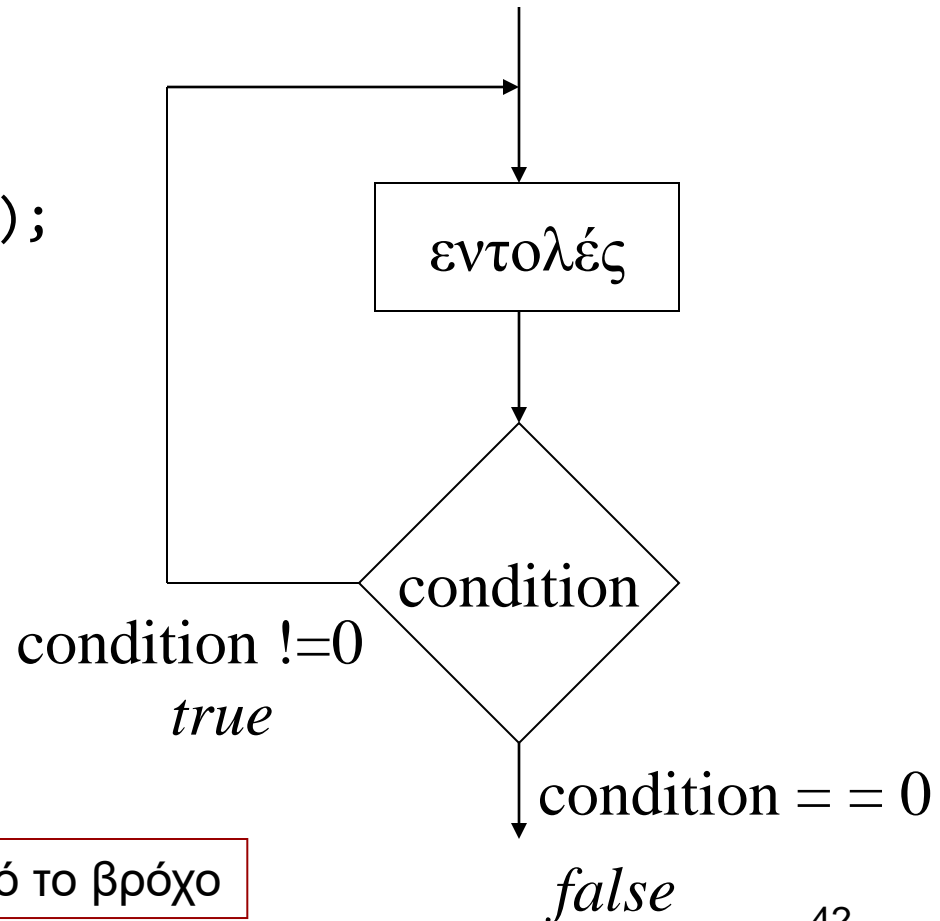 );
εντολές
condition
condition !=0
true
condition = = 0
το βρόχο
false